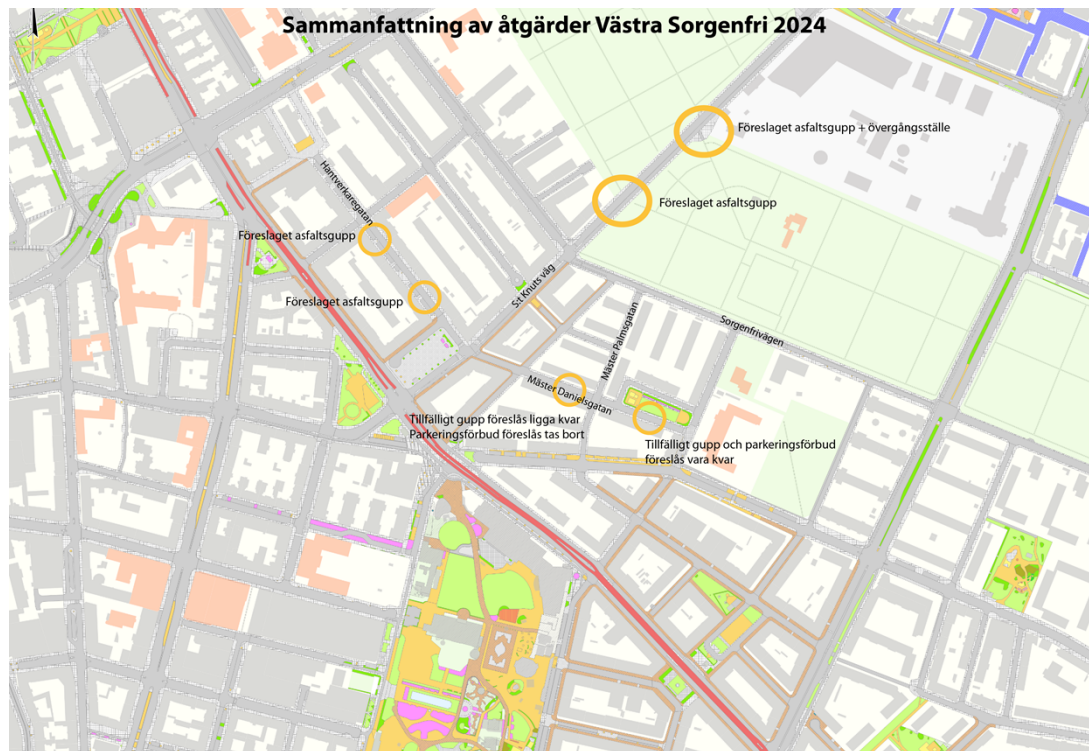 Sammanfattning av åtgärder Västra Sorgenfri 2024
Föreslaget asfaltsgupp + övergångsställe
Hantverkaregatan
Föreslaget asfaltsgupp
Föreslaget asfaltsgupp
Föreslaget asfaltsgupp
S:t Knuts väg
Mäster Palmsgatan
Sorgenfrivägen
Mäster Danielsgatan
Tillfälligt gupp föreslås ligga kvar
Parkeringsförbud föreslås tas bort
Tillfälligt gupp och parkeringsförbud
föreslås vara kvar